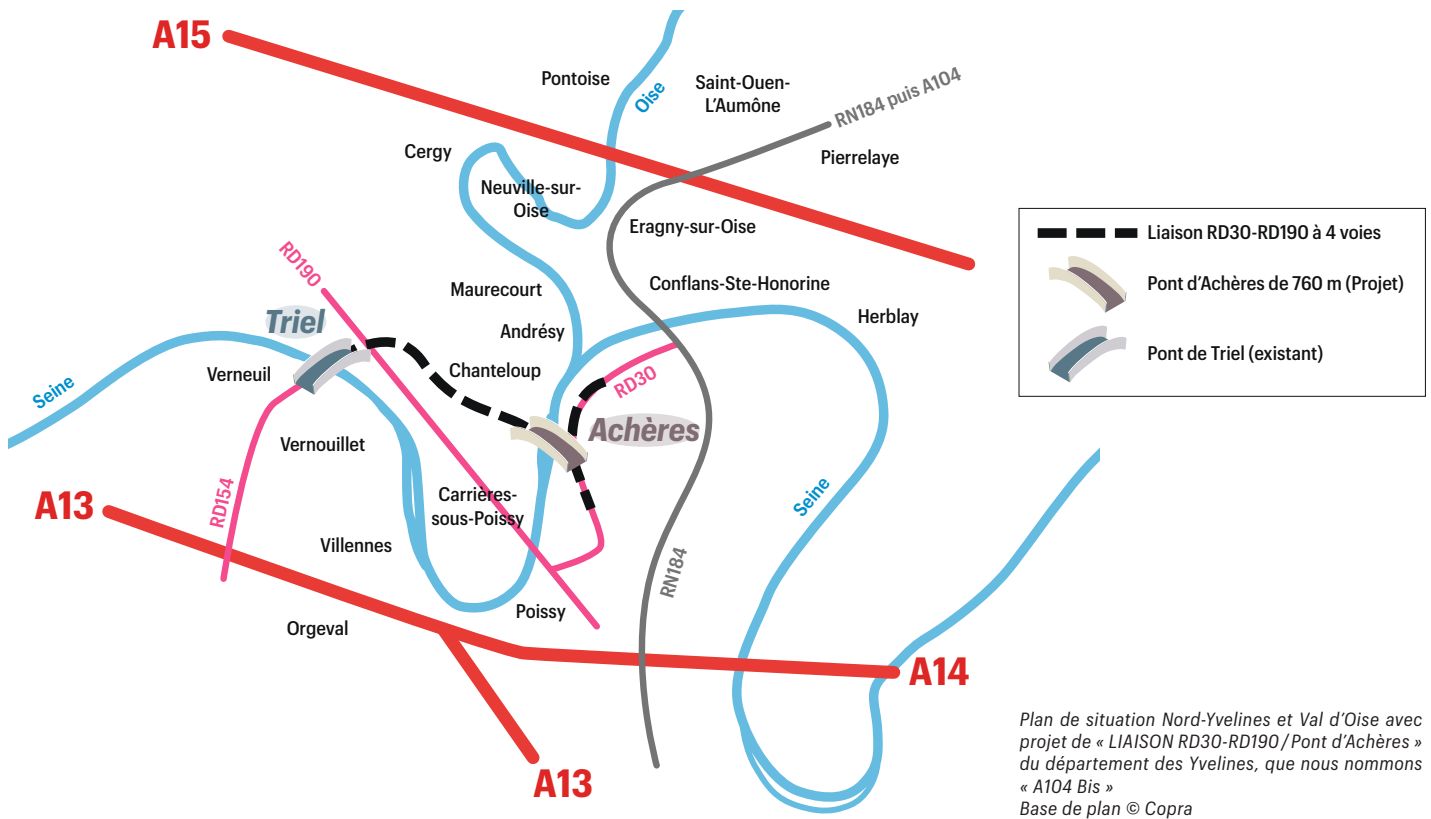 A15
Pontoise
Oise
Saint-Ouen-
L'Aumône
RN184 puis A104
Pierrelaye
Cergy
Neuville-sur-
Oise
Eragny-sur-Oise
RD190
Maurecourt
Conflans-Ste-Honorine
Herblay
Triel
Andrésy
Chanteloup
RD30
Verneuil
Seine
Achères
Vernouillet
A13
RD154
Carrières-
sous-Poissy
Seine
Villennes
RN184
Orgeval
Poissy
A14
A13
Liaison RD30-RD190 à 4 voies
Pont d'Achères de 760 m (Projet)
Pont de Triel (existant)
Plan de situation Nord-Yvelines et Val d'Oise avec
projet de « LIAISON RD30-RD190/Pont d'Achères »
du département des Yvelines, que nous nommons
« A104 Bis »
Base de plan © Copra